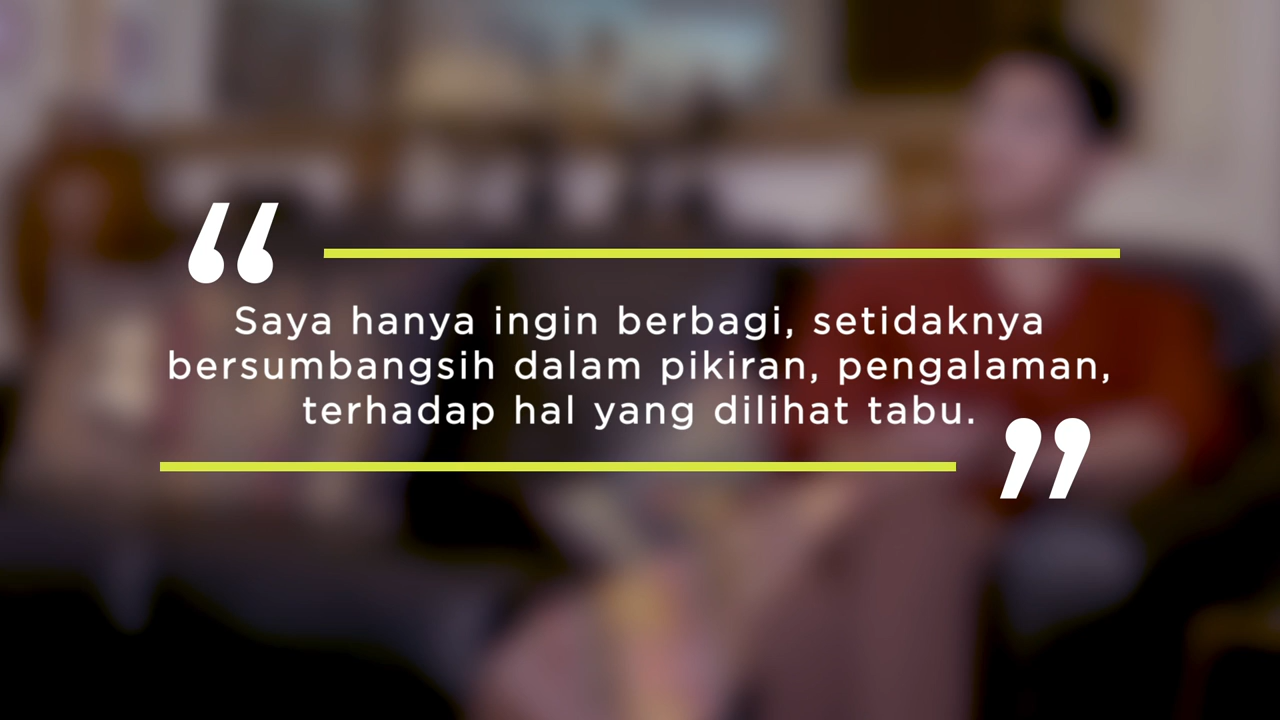 “
Saya hanya ingin berbagi, setidaknya
bersumbangsih dalam pikiran, pengalaman,
terhadap hal yang dilihat tabu.
”